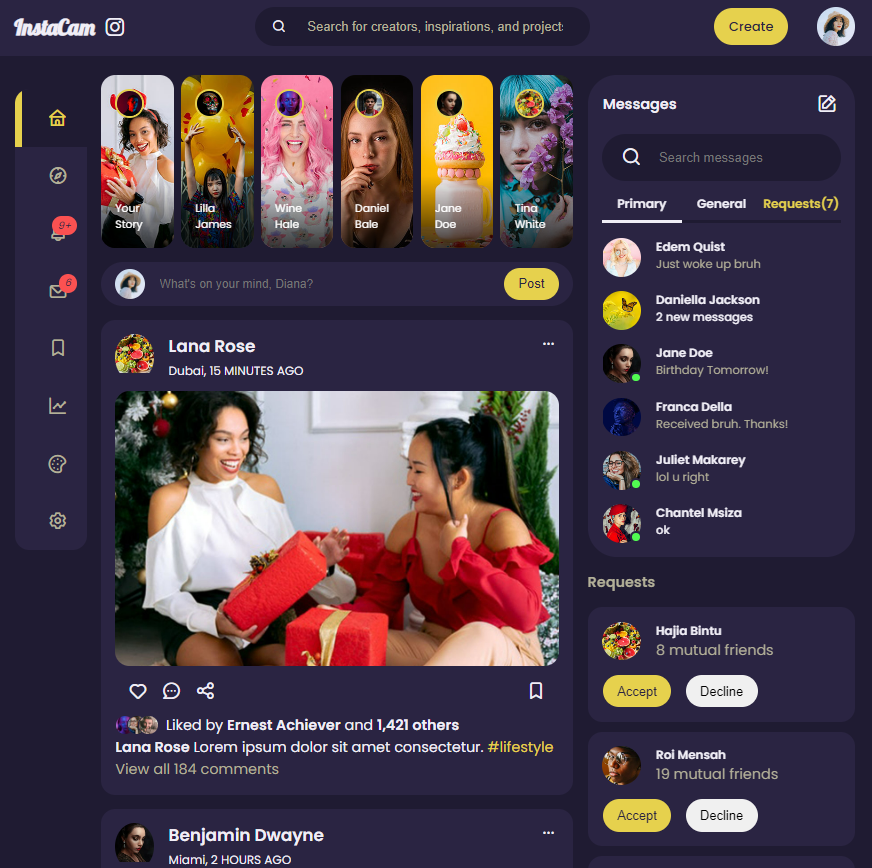 InstaCam
Search for creators, inspirations, and projects
Create
9+
6
Your
Story
Lilla
James
Wine
Hale
Daniel
Bale
Jane
Doe
Tina
White
What's on your mind, Diana?
Post
Lana Rose
Dubai, 15 MINUTES AGO
Liked by Ernest Achiever and 1,421 others
Lana Rose Lorem ipsum dolor sit amet consectetur. #lifestyle
View all 184 comments
Benjamin Dwayne
Miami, 2 HOURS AGO
Messages
Search messages
Primary General Requests(7)
Edem Quist
Just woke up bruh
Daniella Jackson
2 new messages
Jane Doe
Birthday Tomorrow!
Franca Della
Received bruh. Thanks!
Juliet Makarey
lol u right
Chantel Msiza
ok
Requests
Hajia Bintu
8 mutual friends
Accept Decline
Roi Mensah
19 mutual friends
Accept Decline